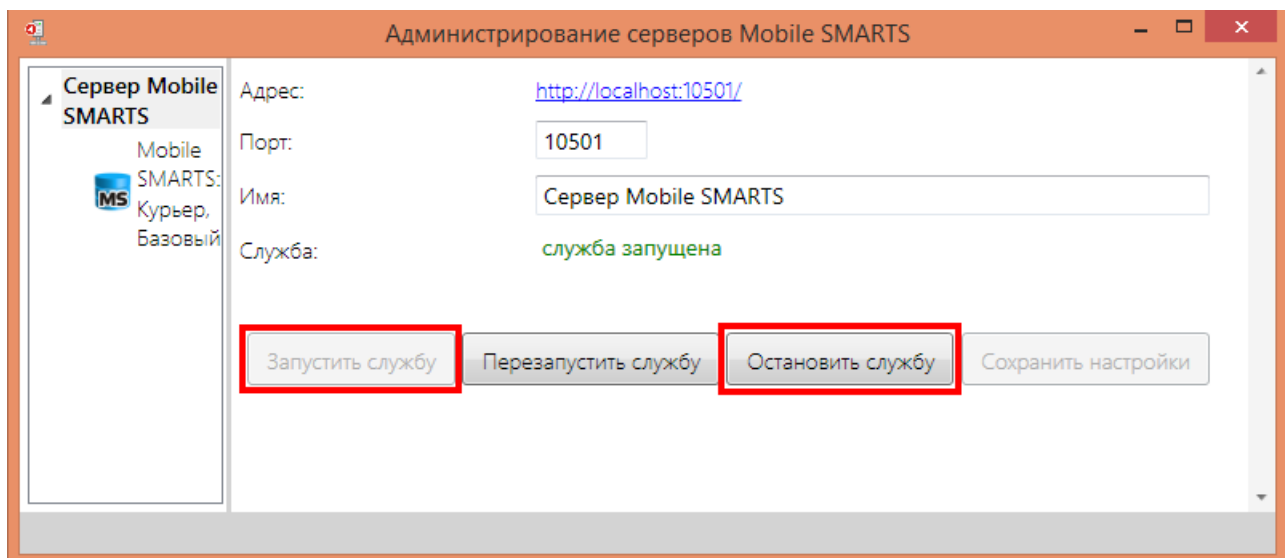 Администрирование серверов Mobile SMARTS
Сервер Mobile
SMARTS
Mobile
SMARTS:
Курьер,
Базовый
MS
Адрес: http://localhost:10501/
Порт: 10501
Имя: Сервер Mobile SMARTS
Служба: служба запущена
Запустить службу Перезапустить службу Остановить службу Сохранить настройки